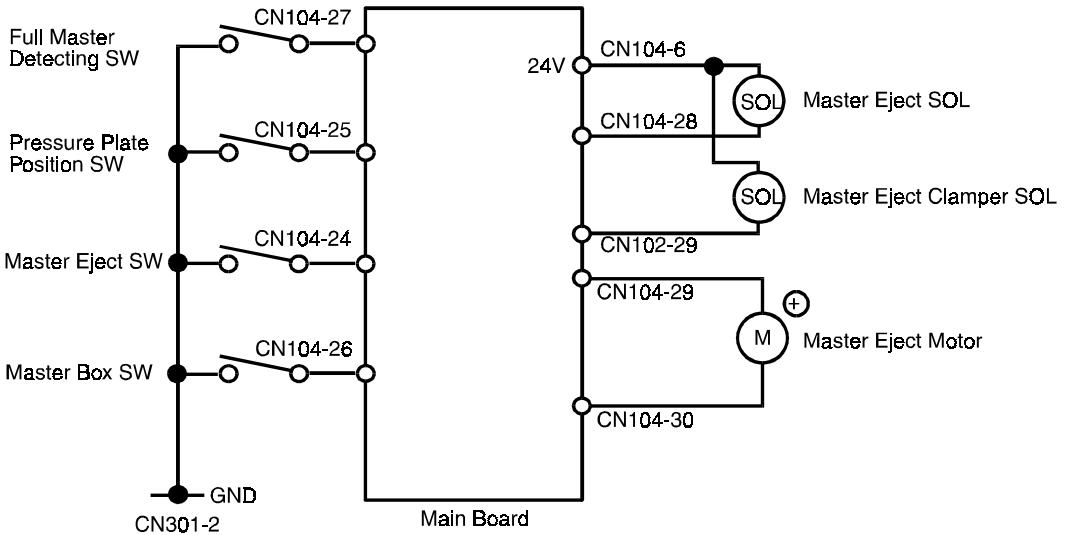 Full Master
Detecting SW
CN104-27
Pressure Plate
Position SW
CN104-25
Master Eject SW
CN104-24
Master Box SW
CN104-26
GND
CN301-2
Main Board
24V
CN104-6
SOL
Master Eject SOL
CN104-28
SOL
Master Eject Clamper SOL
CN102-29
CN104-29
+
M
Master Eject Motor
CN104-30